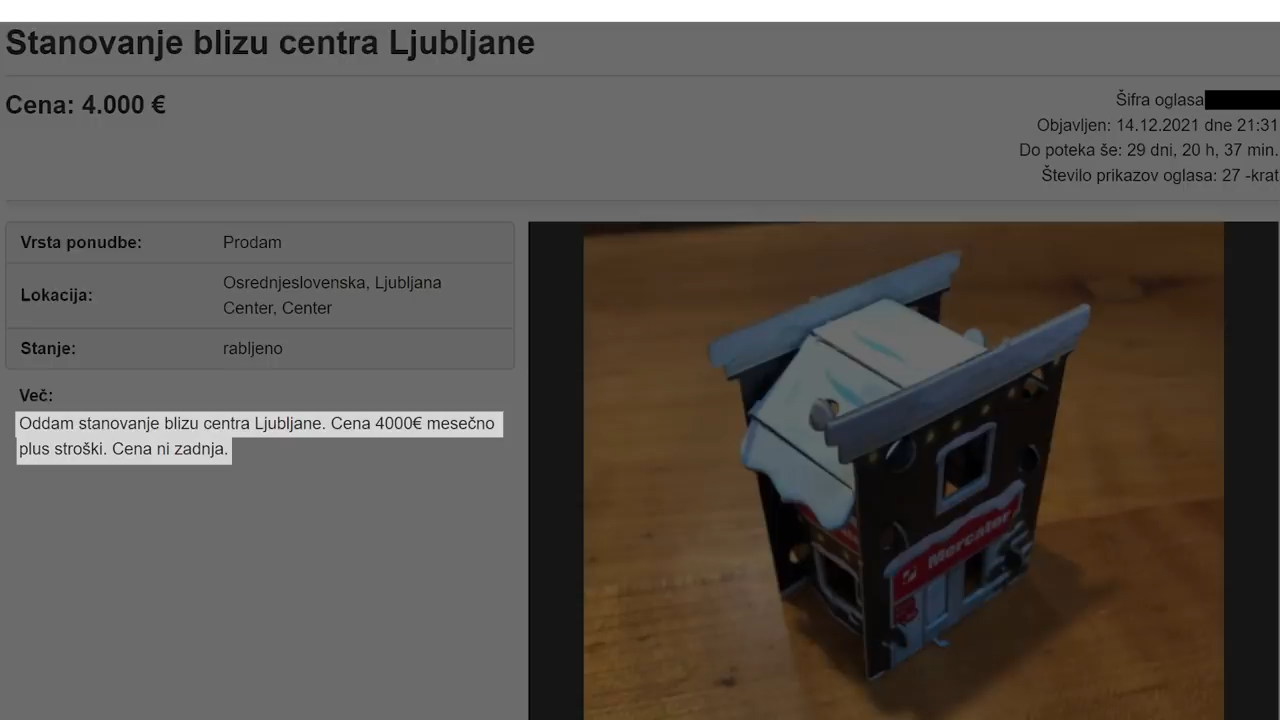 Stanovanje blizu centra Ljubljane
Cena: 4.000 €
Šifra oglasa
Objavljen: 14.12.2021 dne 21:31
Do poteka še: 29 dni, 20 h, 37 min.
Število prikazov oglasa: 27 -krat
Vrsta ponudbe: Prodam
Lokacija: Osrednjeslovenska, Ljubljana
Center, Center
Stanje: rabljeno
Več:
Oddam stanovanje blizu centra Ljubljane. Cena 4000€ mesečno
plus stroški. Cena ni zadnja.
Mercator